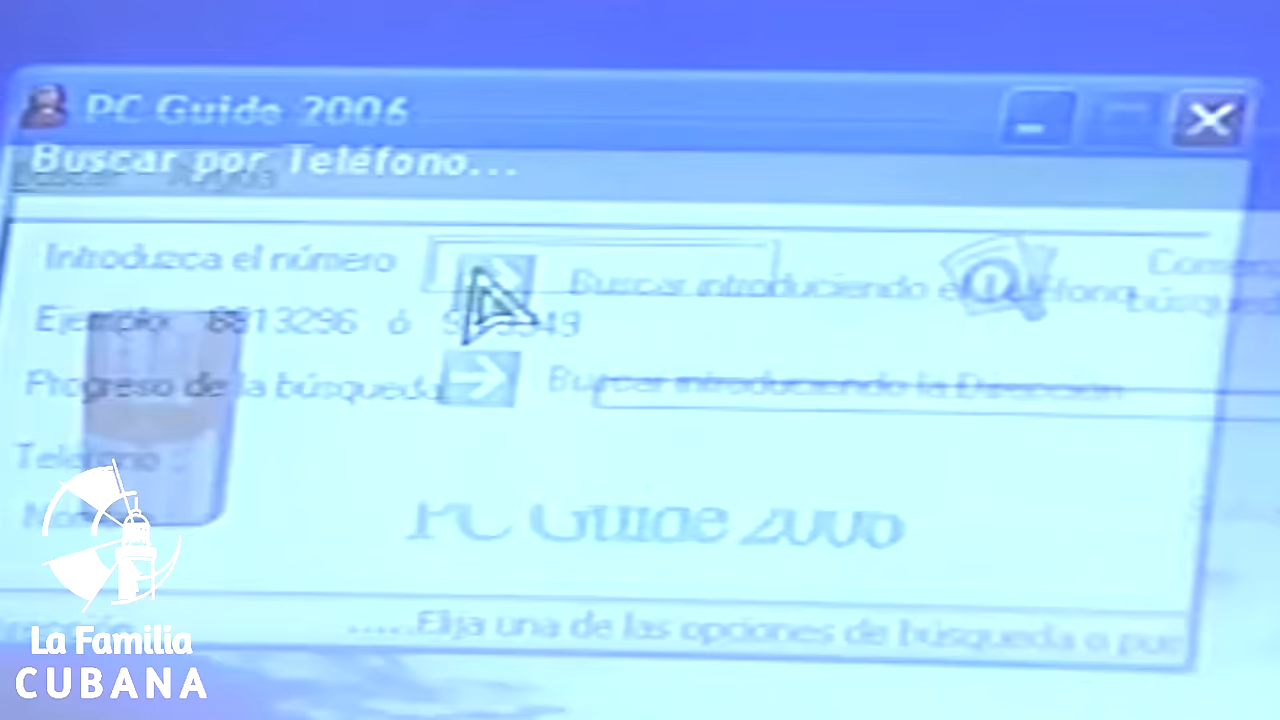 PC Guide 2006
Buscar por Teléfono...
Introduzca el número
Buscar introduciendo el Teléfono
Ejemplo 8813296 ó
Progreso de la búsqueda
Buscar introduciendo la Dirección
Teléfono :
PC Guide 2006
.....Elija una de las opciones de búsqueda o
La Familia
CUBANA